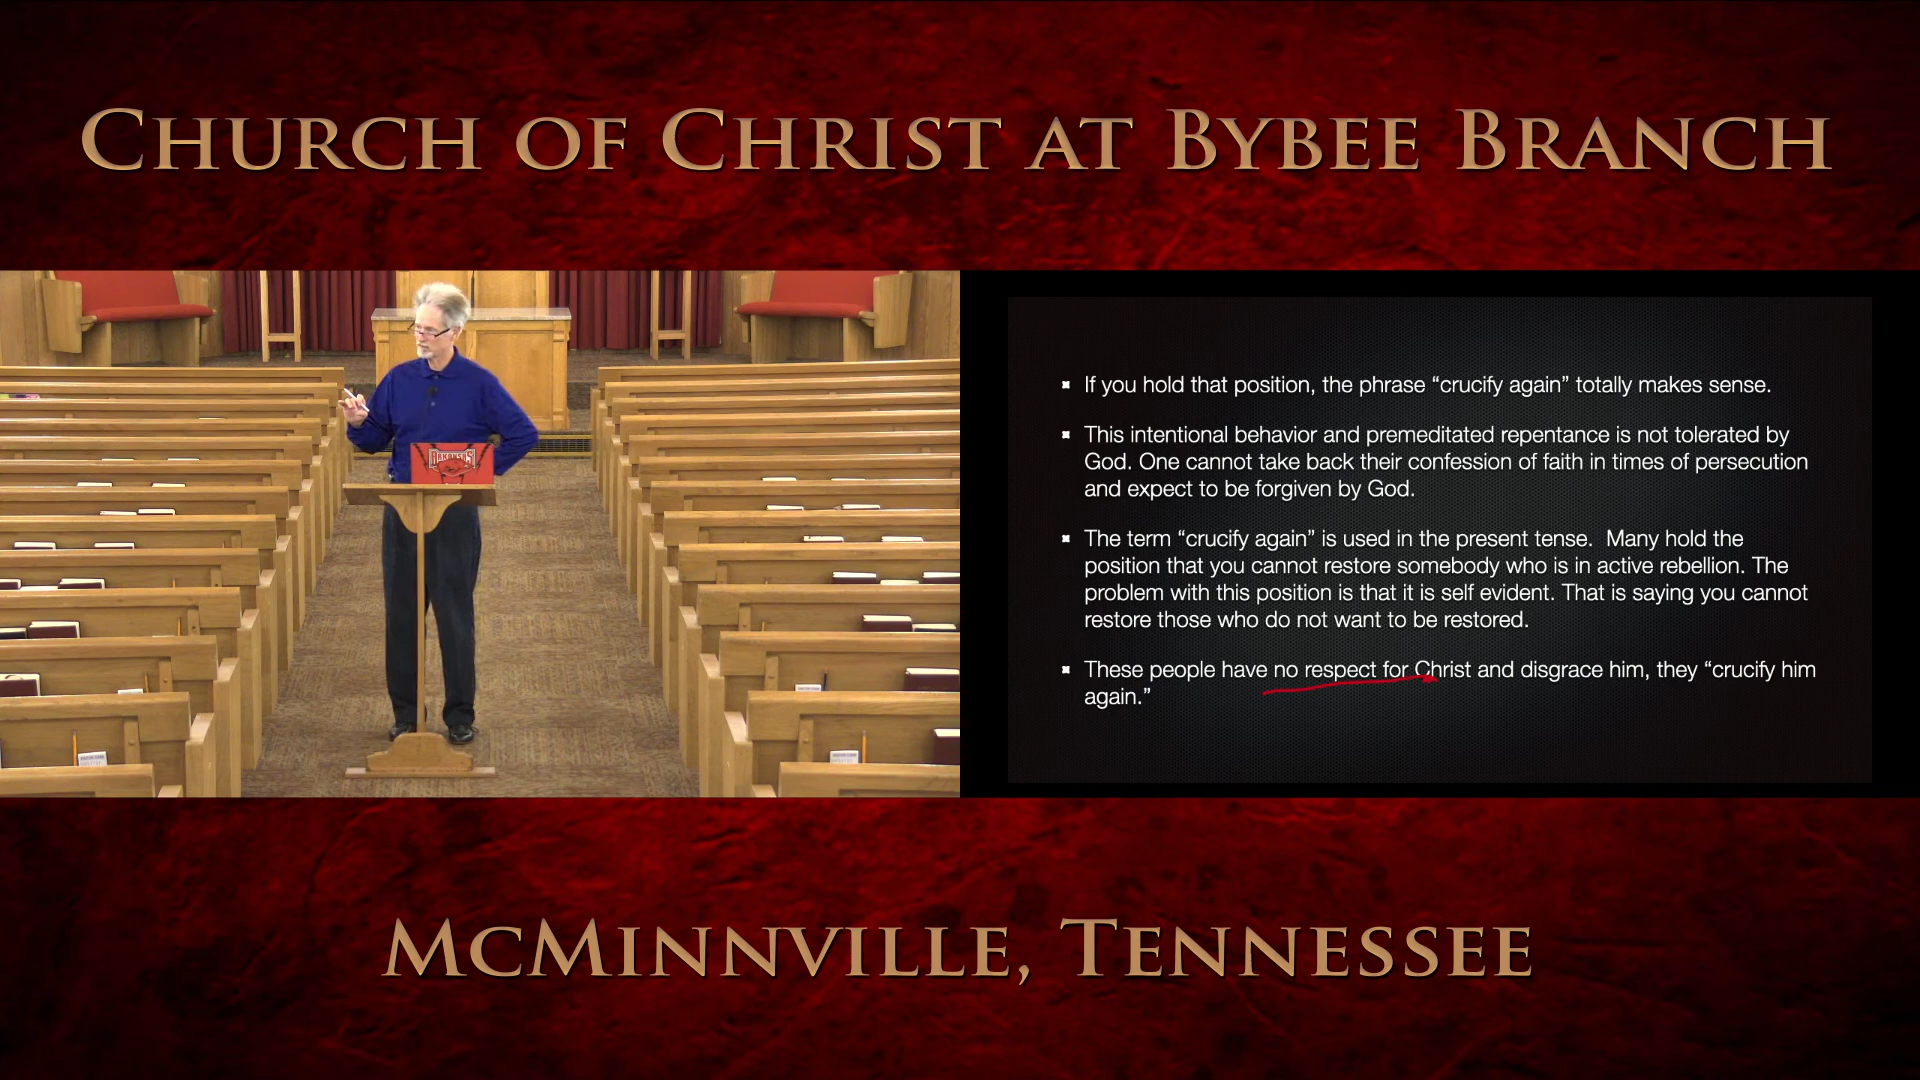 CHURCH OF CHRIST AT BYBEE BRANCH
ARKANSAS
If you hold that position, the phrase “crucify again” totally makes sense.
This intentional behavior and premeditated repentance is not tolerated by
God. One cannot take back their confession of faith in times of persecution
and expect to be forgiven by God.
The term “crucify again” is used in the present tense.  Many hold the
position that you cannot restore somebody who is in active rebellion. The
problem with this position is that it is self evident. That is saying you cannot
restore those who do not want to be restored.
These people have no respect for Christ and disgrace him, they “crucify him
again.”
MCMINNVILLE, TENNESSEE